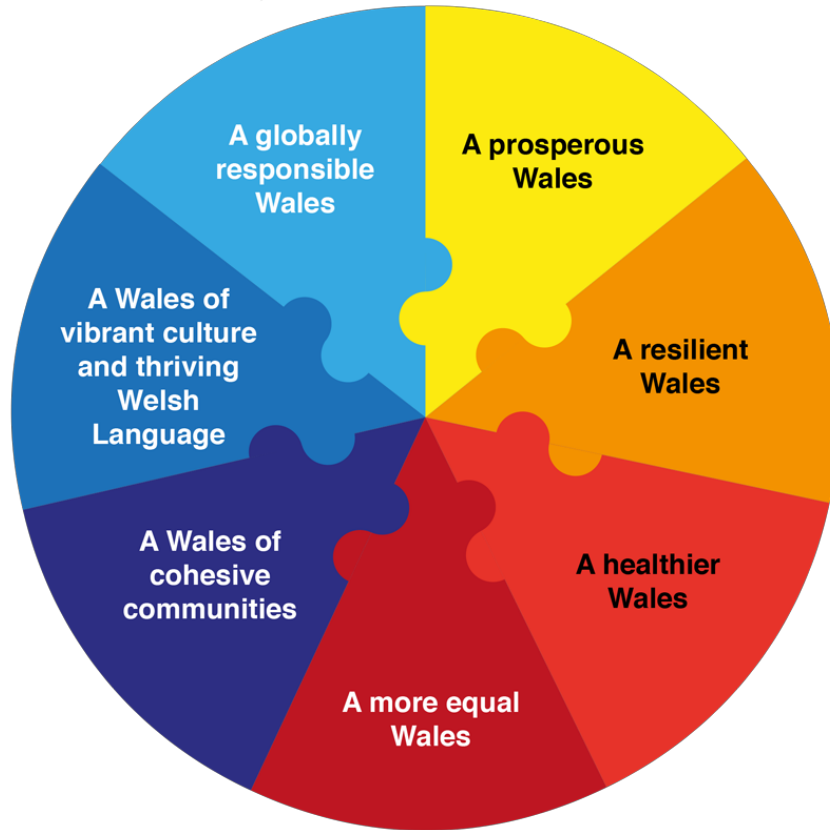 A prosperous
Wales
A resilient
Wales
A healthier
Wales
A more equal
Wales
A Wales of
cohesive
communities
A Wales of
vibrant culture
and thriving
Welsh
Language
A globally
responsible
Wales